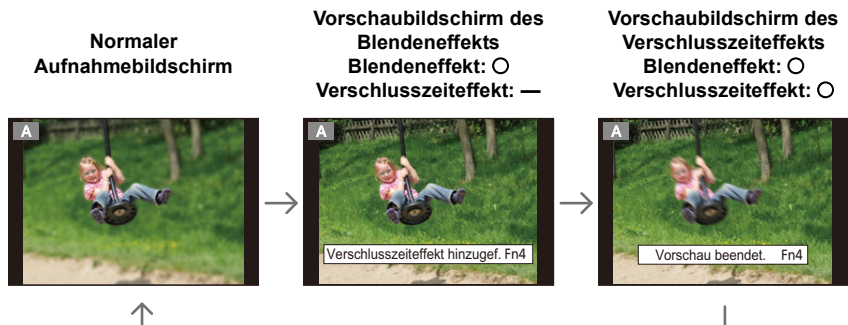 Normaler
Aufnahmebildschirm
Vorschaubildschirm des
Blendeneffekts
Blendeneffekt: ○
Verschlusszeiteffekt: —
Vorschaubildschirm des
Verschlusszeiteffekts
Blendeneffekt: ○
Verschlusszeiteffekt: ○
A
A
Verschlusszeiteffekt hinzugef. Fn4
A
Vorschau beendet. Fn4